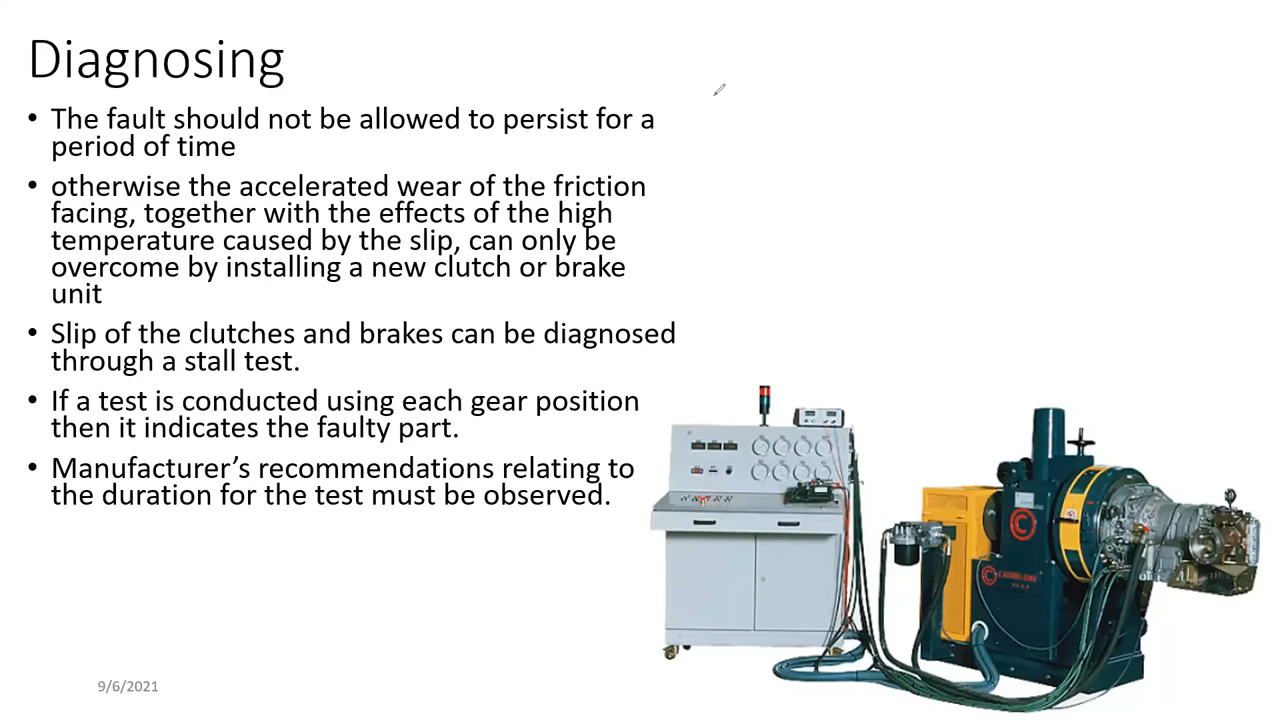 Diagnosing
• The fault should not be allowed to persist for a
period of time
• otherwise the accelerated wear of the friction
facing, together with the effects of the high
temperature caused by the slip, can only be
overcome by installing a new clutch or brake
unit
• Slip of the clutches and brakes can be diagnosed
through a stall test.
• If a test is conducted using each gear position
then it indicates the faulty part.
• Manufacturer’s recommendations relating to
the duration for the test must be observed.
9/6/2021